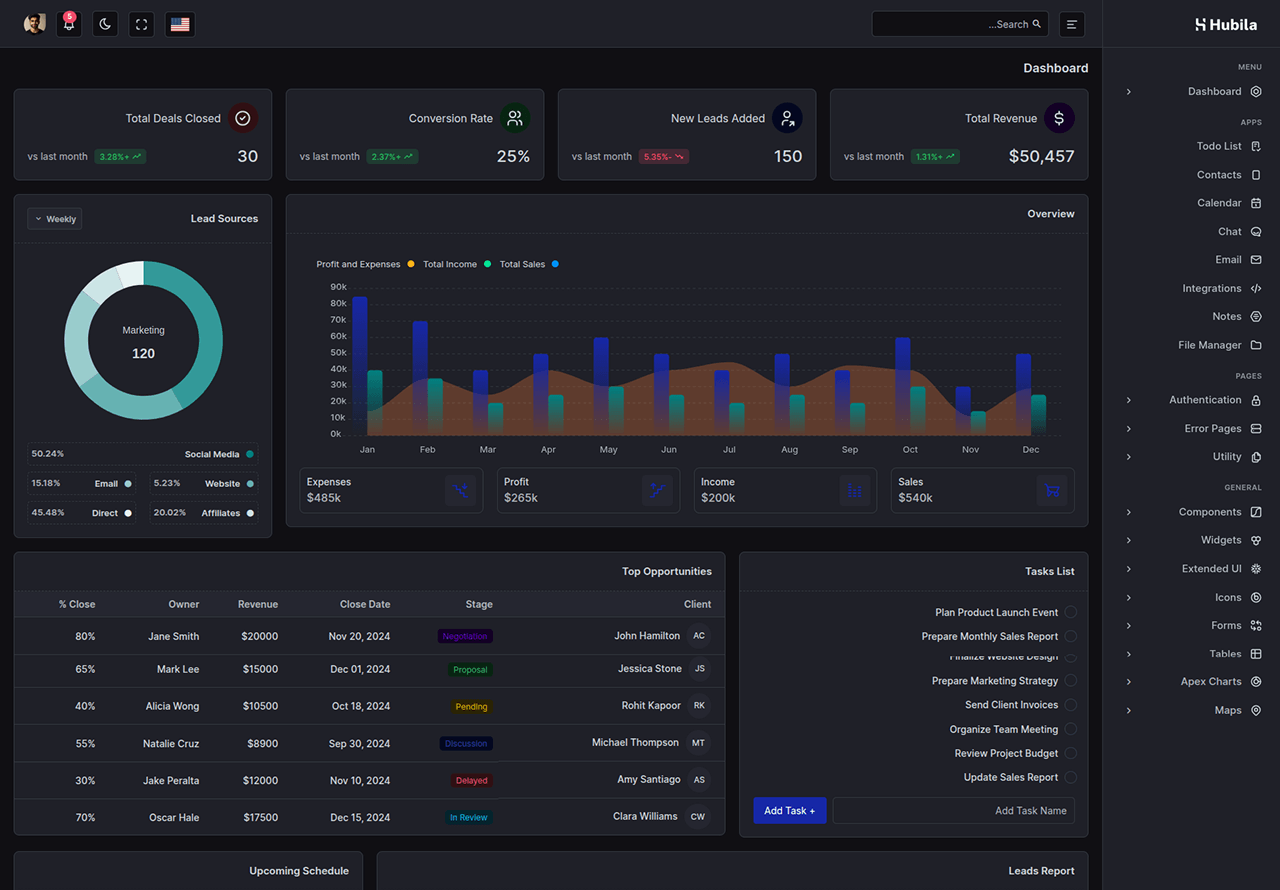 Hubila
5
Search...
MENU
Dashboard
APPS
Todo List
Contacts
Calendar
Chat
Email
Integrations
Notes
File Manager
PAGES
Authentication
Error Pages
Utility
GENERAL
Components
Widgets
Extended UI
Icons
Forms
Tables
Apex Charts
Maps
Dashboard
Total Revenue
$50,457
1.31%+
vs last month
New Leads Added
150
5.35%-
vs last month
Conversion Rate
25%
2.37%+
vs last month
Total Deals Closed
30
3.28%+
vs last month
Overview
Profit and Expenses Total Income Total Sales
90k
80k
70k
60k
50k
40k
30k
20k
10k
0k
Jan Feb Mar Apr May Jun Jul Aug Sep Oct Nov Dec
Expenses
$485k
Profit
$265k
Income
$200k
Sales
$540k
Lead Sources
Weekly
Marketing
120
50.24% Social Media
15.18% Email
5.23% Website
45.48% Direct
20.02% Affiliates
Top Opportunities
% Close Owner Revenue Close Date Stage Client
80% Jane Smith $20000 Nov 20, 2024 Negotiation John Hamilton AC
65% Mark Lee $15000 Dec 01, 2024 Proposal Jessica Stone JS
40% Alicia Wong $10500 Oct 18, 2024 Pending Rohit Kapoor RK
55% Natalie Cruz $8900 Sep 30, 2024 Discussion Michael Thompson MT
30% Jake Peralta $12000 Nov 10, 2024 Delayed Amy Santiago AS
70% Oscar Hale $17500 Dec 15, 2024 In Review Clara Williams CW
Tasks List
Plan Product Launch Event
Prepare Monthly Sales Report
Finalize Website Design
Prepare Marketing Strategy
Send Client Invoices
Organize Team Meeting
Review Project Budget
Update Sales Report
Add Task +
Add Task Name
Upcoming Schedule
Leads Report